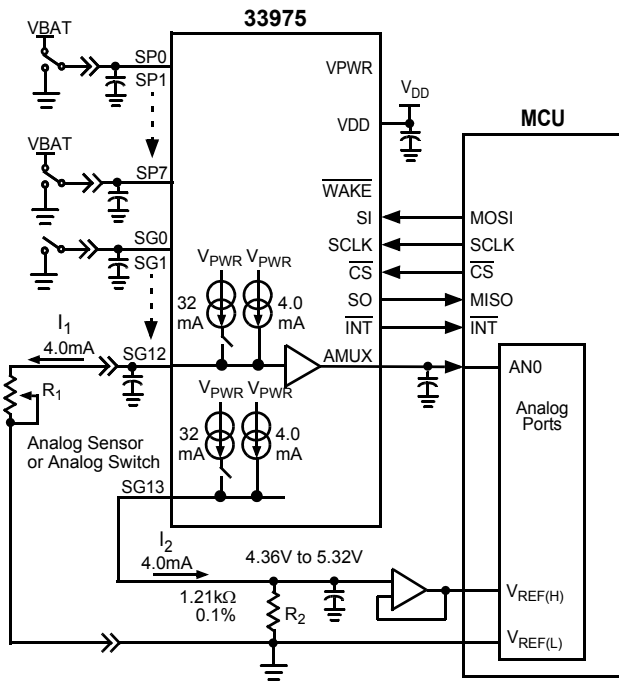 33975
VBAT
SP0
SP1
VPWR
V_DD
VDD
MCU
VBAT
SP7
WAKE
SI
MOSI
SG0
SCLK
SCLK
SG1
CS
CS
V_PWR V_PWR
SO
MISO
32 mA
4.0 mA
INT
INT
I_1
4.0mA
SG12
AMUX
AN0
R_1
Analog Ports
V_PWR V_PWR
Analog Sensor
or Analog Switch
32 mA
4.0 mA
SG13
I_2
4.0mA
4.36V to 5.32V
1.21kΩ
0.1%
R_2
V_REF(H)
V_REF(L)